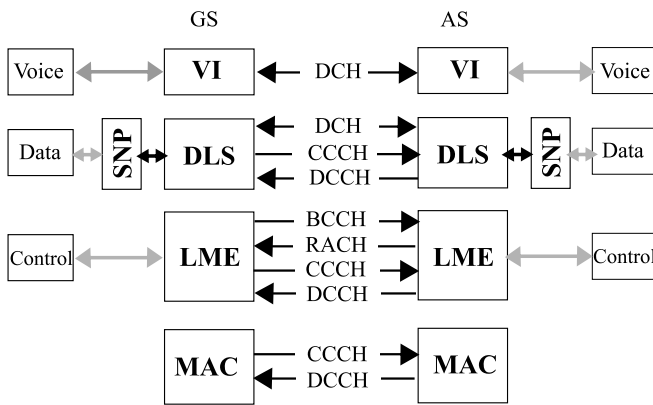 GS AS
Voice VI DCH VI Voice
DCH
Data SNP DLS CCCH DLS SNP Data
DCCH
BCCH
RACH
Control LME CCCH LME Control
DCCH
MAC CCCH MAC
DCCH